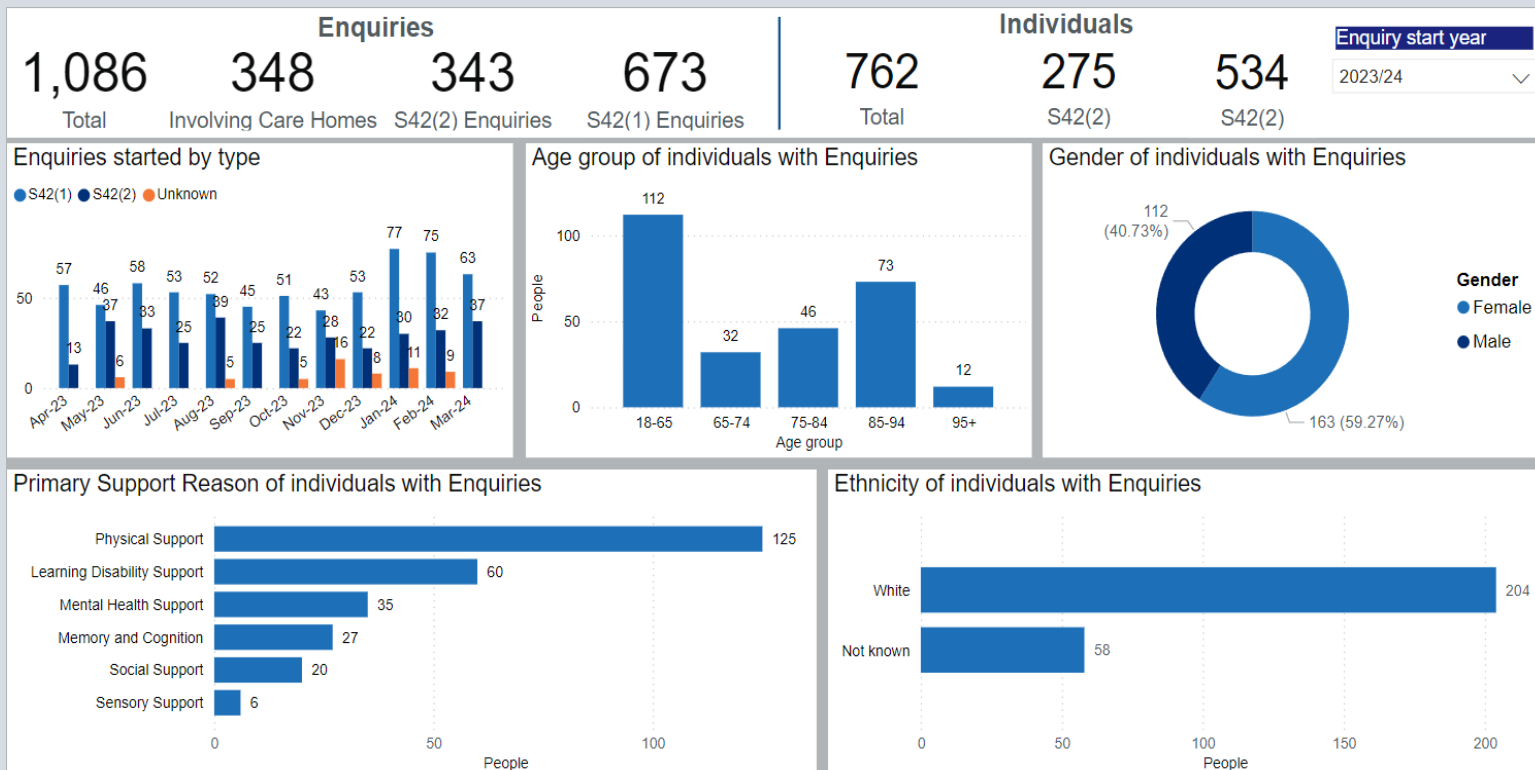 Enquiries
1,086
Total
348
Involving Care Homes
343
S42(2) Enquiries
673
S42(1) Enquiries
Individuals
762
Total
275
S42(2)
534
S42(2)
Enquiry start year
2023/24
Enquiries started by type
S42(1) S42(2) Unknown
50
0
57
13
46
37
6
58
33
53
25
52
39
5
45
25
51
22
5
43
28
16
53
22
8
77
30
11
75
32
9
63
37
Apr-23
May-23
Jun-23
Jul-23
Aug-23
Sep-23
Oct-23
Nov-23
Dec-23
Jan-24
Feb-24
Mar-24
Age group of individuals with Enquiries
People
100
50
0
112
32
46
73
12
18-65 65-74 75-84 85-94 95+
Age group
Gender of individuals with Enquiries
112
(40.73%)
163 (59.27%)
Gender
Female
Male
Primary Support Reason of individuals with Enquiries
Physical Support 125
Learning Disability Support 60
Mental Health Support 35
Memory and Cognition 27
Social Support 20
Sensory Support 6
0 50 100
People
Ethnicity of individuals with Enquiries
White 204
Not known 58
0 50 100 150 200
People